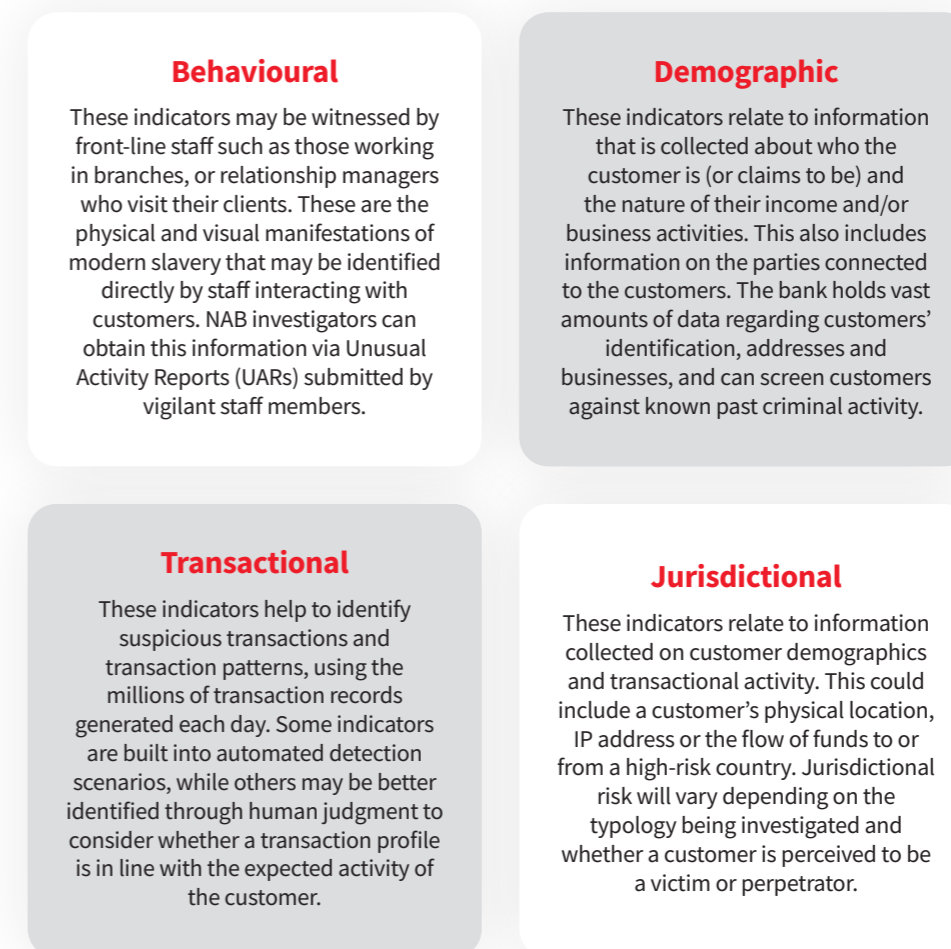 Behavioural
These indicators may be witnessed by
front-line staff such as those working
in branches, or relationship managers
who visit their clients. These are the
physical and visual manifestations of
modern slavery that may be identified
directly by staff interacting with
customers. NAB investigators can
obtain this information via Unusual
Activity Reports (UARs) submitted by
vigilant staff members.
Demographic
These indicators relate to information
that is collected about who the
customer is (or claims to be) and
the nature of their income and/or
business activities. This also includes
information on the parties connected
to the customers. The bank holds vast
amounts of data regarding customers’
identification, addresses and
businesses, and can screen customers
against known past criminal activity.
Transactional
These indicators help to identify
suspicious transactions and
transaction patterns, using the
millions of transaction records
generated each day. Some indicators
are built into automated detection
scenarios, while others may be better
identified through human judgment to
consider whether a transaction profile
is in line with the expected activity of
the customer.
Jurisdictional
These indicators relate to information
collected on customer demographics
and transactional activity. This could
include a customer’s physical location,
IP address or the flow of funds to or
from a high-risk country. Jurisdictional
risk will vary depending on the
typology being investigated and
whether a customer is perceived to be
a victim or perpetrator.